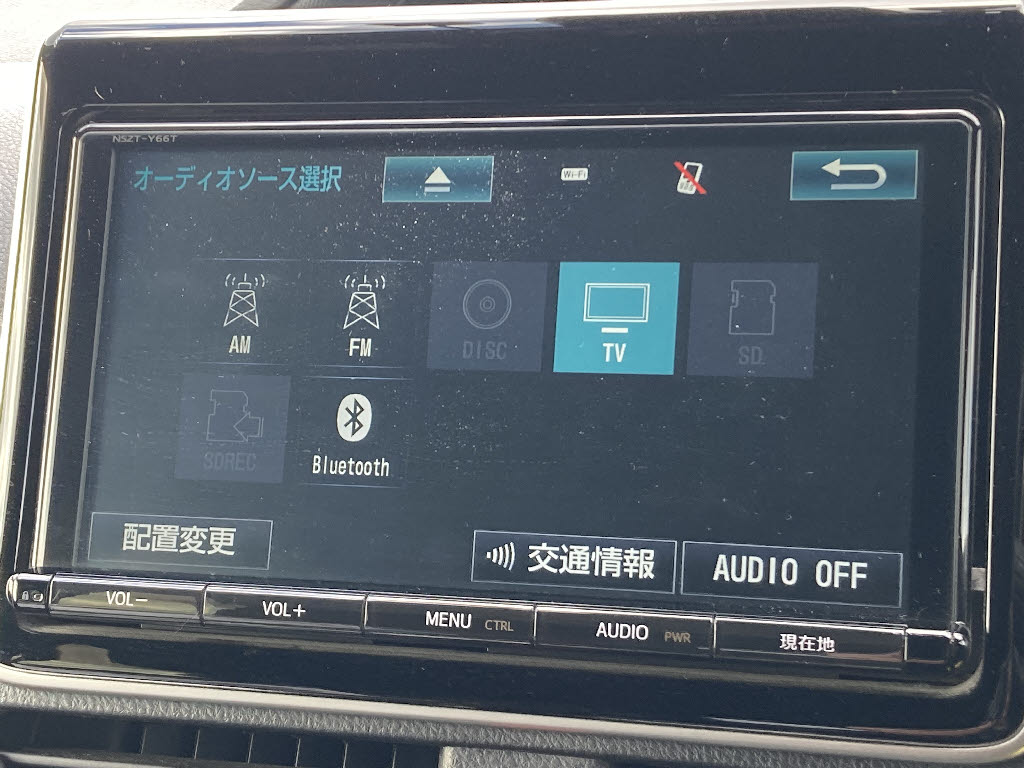 NSZT-Y66T
オーディオソース選択
Wi-Fi
AM
FM
DISC
TV
SD
SDREC
Bluetooth
配置変更
交通情報
AUDIO OFF
VOL－
VOL＋
MENU CTRL
AUDIO PWR
現在地